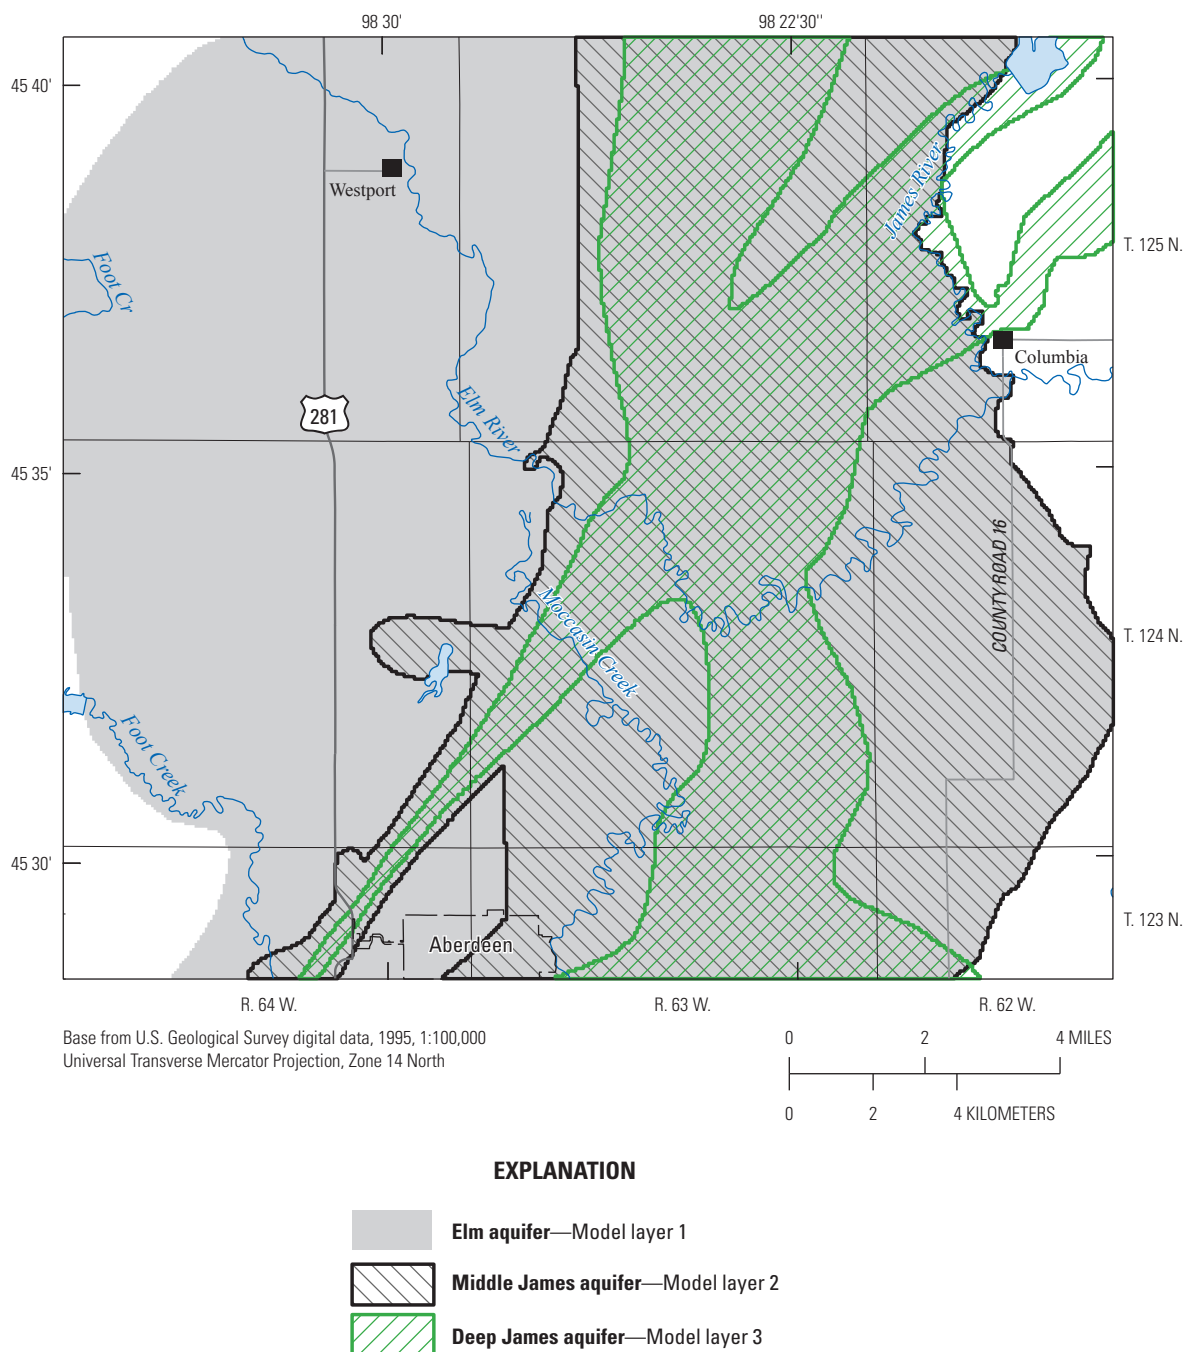 98 30'
98 22'30"
45 40'
Westport
James River
T. 125 N.
Foot Cr
Columbia
Elm River
281
45 35'
COUNTY ROAD 16
Moccasin Creek
T. 124 N.
Foot Creek
45 30'
T. 123 N.
Aberdeen
R. 64 W.
R. 63 W.
R. 62 W.
Base from U.S. Geological Survey digital data, 1995, 1:100,000
Universal Transverse Mercator Projection, Zone 14 North
0 2 4 MILES
0 2 4 KILOMETERS
EXPLANATION
Elm aquifer—Model layer 1
Middle James aquifer—Model layer 2
Deep James aquifer—Model layer 3